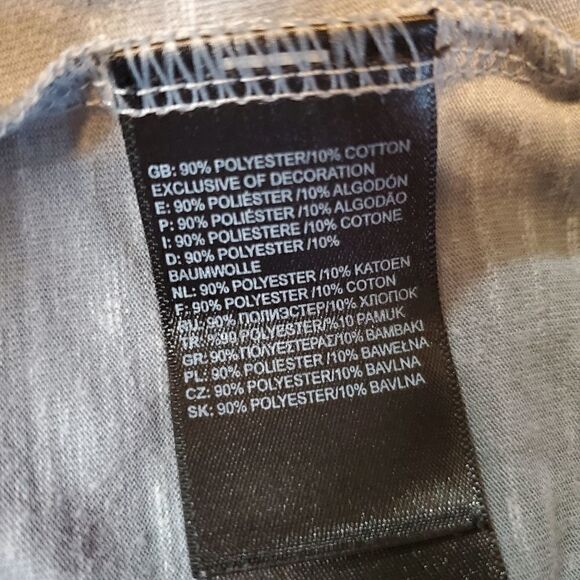 GB: 90% POLYESTER/10% COTTON
EXCLUSIVE OF DECORATION
E: 90% POLIÉSTER/10% ALGODÓN
P: 90% POLIÉSTER/10% ALGODÃO
I: 90% POLIESTERE/10% COTONE
D: 90% POLYESTER/10%
BAUMWOLLE
NL: 90% POLYESTER/10% KATOEN
F: 90% POLYESTER/10% COTON
RU: 90% ПОЛИЭСТЕР/10% ХЛОПОК
TR: %90 POLYESTER/%10 PAMUK
GR: 90% ΠΟΛΥΕΣΤΕΡΑΣ/10% BAMBAKI
PL: 90% POLIESTER/10% BAWEŁNA
CZ: 90% POLYESTER/10% BAVLNA
SK: 90% POLYESTER/10% BAVLNA